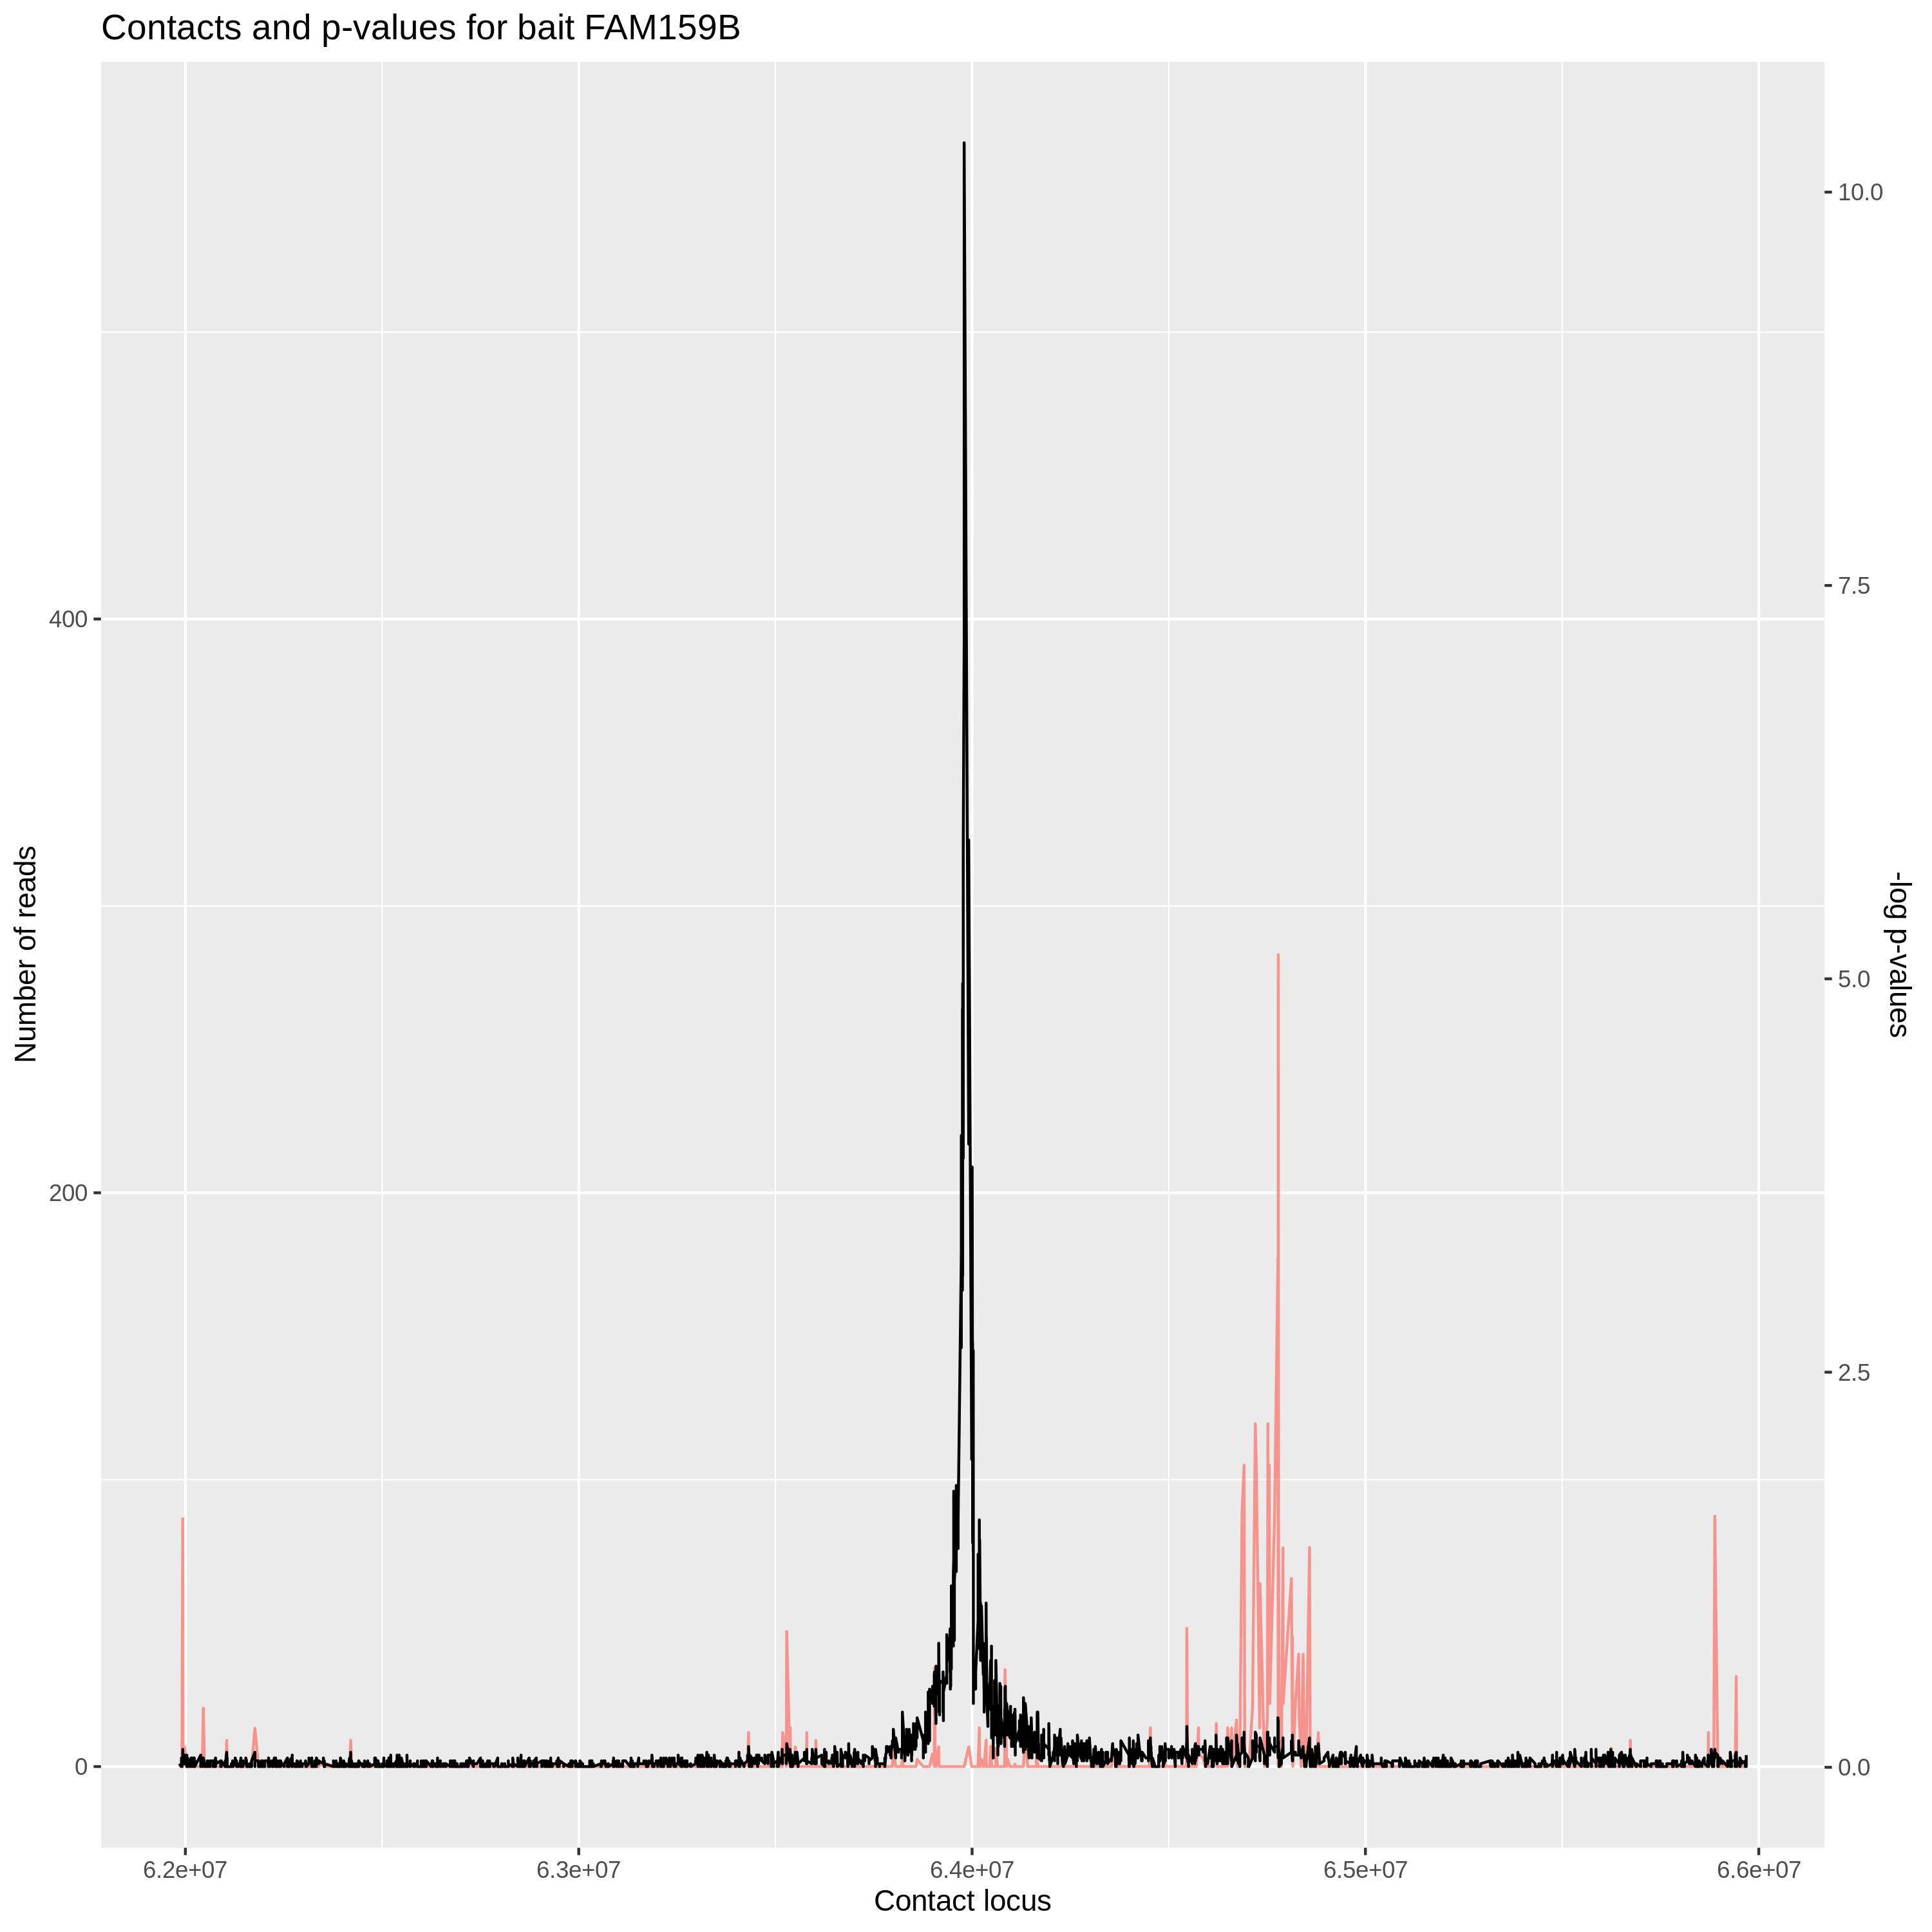 Contacts and p-values for bait FAM159B
10.0
7.5
400
Number of reads
-log p-values
5.0
200
2.5
0
0.0
6.2e+07 6.3e+07 6.4e+07 6.5e+07 6.6e+07
Contact locus